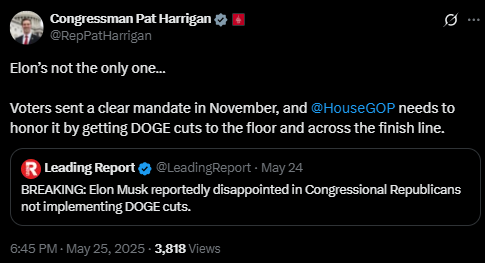 Congressman Pat Harrigan
@RepPatHarrigan
Elon’s not the only one…
Voters sent a clear mandate in November, and @HouseGOP needs to
honor it by getting DOGE cuts to the floor and across the finish line.
Leading Report @LeadingReport · May 24
BREAKING: Elon Musk reportedly disappointed in Congressional Republicans
not implementing DOGE cuts.
6:45 PM · May 25, 2025 · 3,818 Views